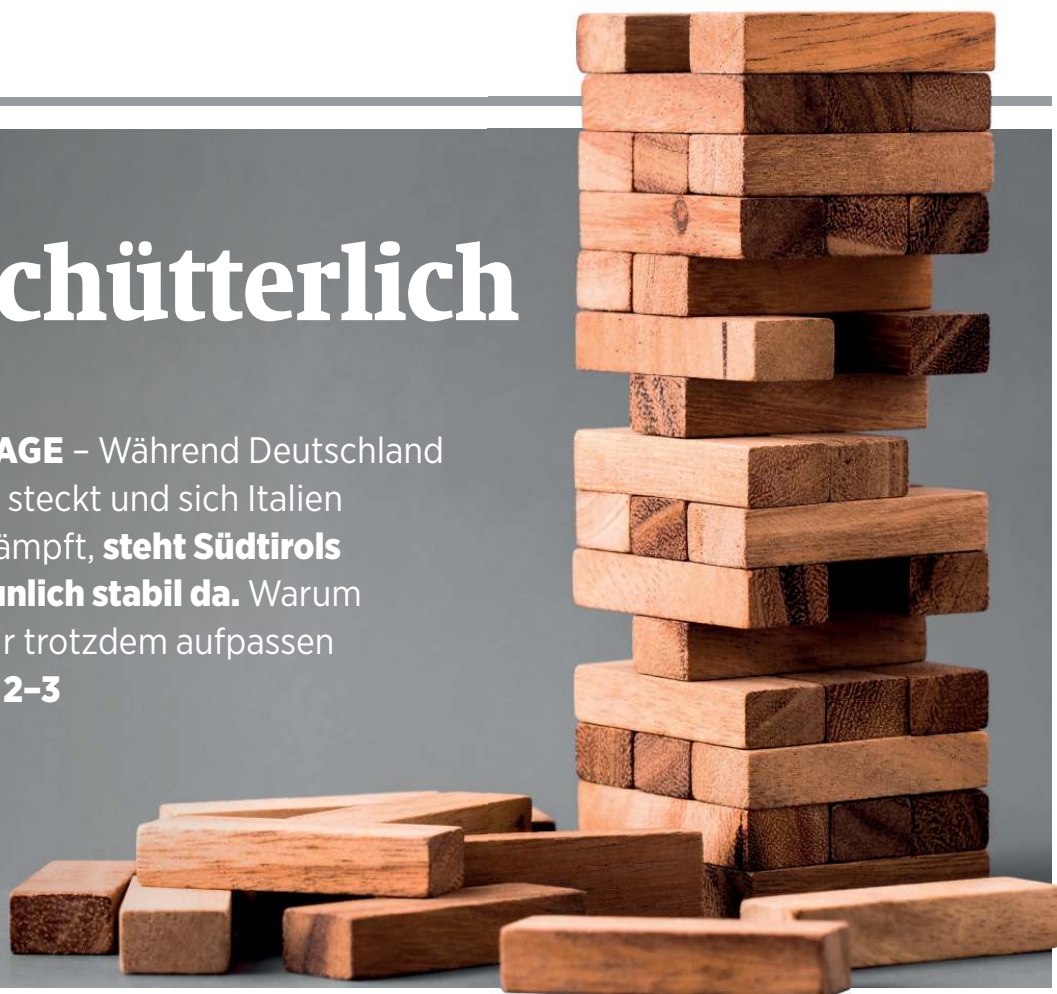 chütterlich
AGE – Während Deutschland
steckt und sich Italien
ämpft, steht Südtirols
unlich stabil da. Warum
r trotzdem aufpassen
2–3